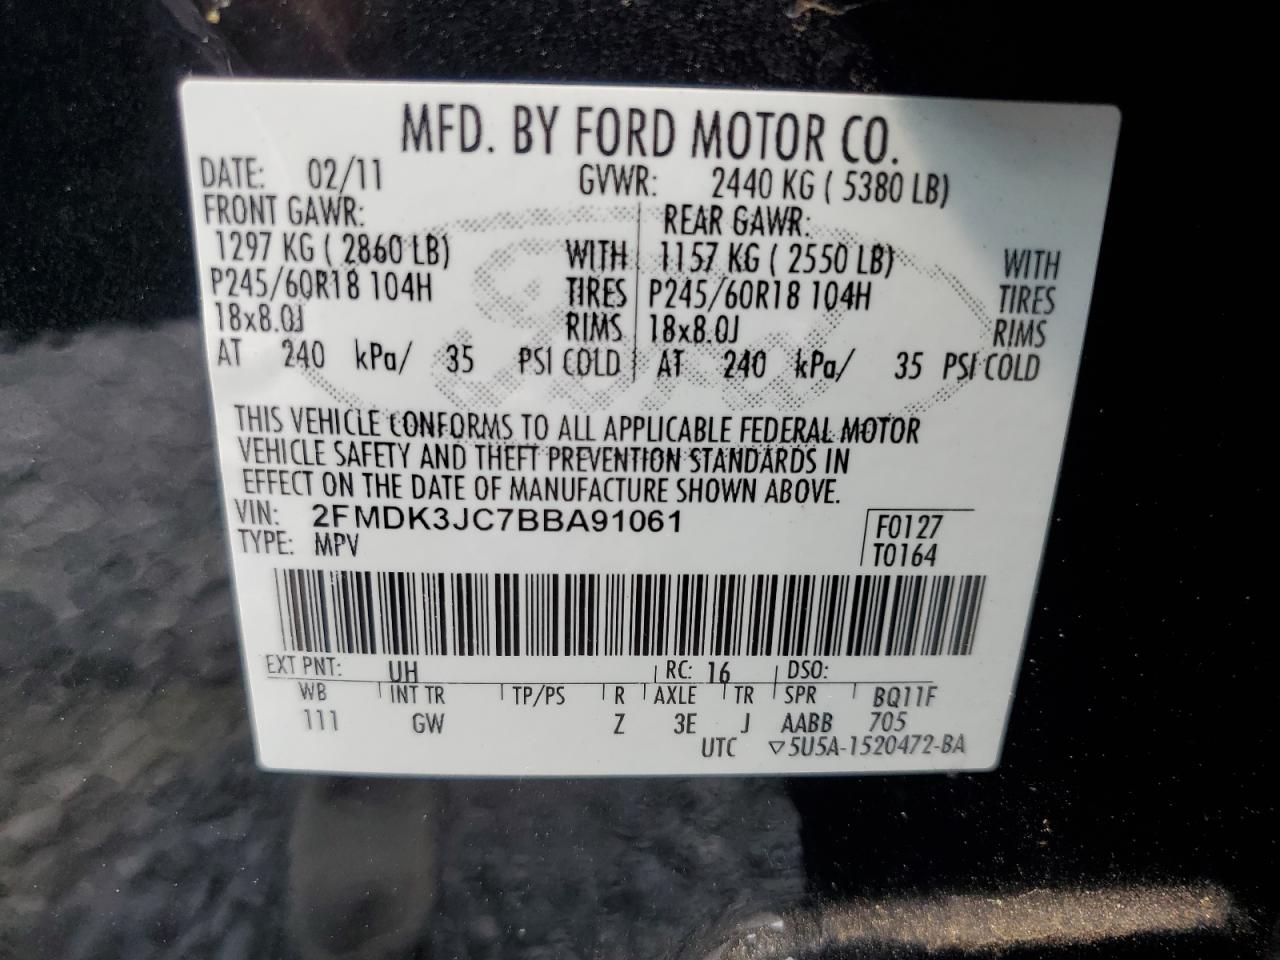 MFD. BY FORD MOTOR CO.
DATE: 02/11 GVWR: 2440 KG ( 5380 LB)
FRONT GAWR: REAR GAWR:
1297 KG ( 2860 LB) WITH 1157 KG ( 2550 LB) WITH
P245/60R18 104H TIRES P245/60R18 104H TIRES
18x8.0J RIMS 18x8.0J RIMS
AT 240 kPa/ 35 PSI COLD AT 240 kPa/ 35 PSI COLD
THIS VEHICLE CONFORMS TO ALL APPLICABLE FEDERAL MOTOR
VEHICLE SAFETY AND THEFT PREVENTION STANDARDS IN
EFFECT ON THE DATE OF MANUFACTURE SHOWN ABOVE.
VIN: 2FMDK3JC7BBA91061 F0127
TYPE: MPV T0164
EXT PNT: UH RC: 16 DSO:
WB INT TR TP/PS R AXLE TR SPR BQ11F
111 GW Z 3E J AABB 705
UTC ▽5U5A-1520472-BA